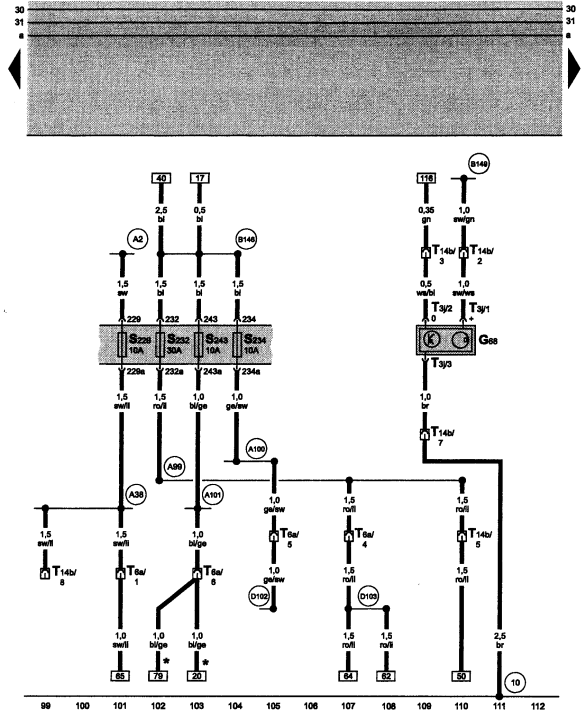 30 30
31 31
a a
40 17 116 B149
2,5 0,5 0,35 1,0
bl bl gn sw/gn
A2 B146
T14b/ T14b/
3 2
1,5 1,5 1,5 1,5 0,5 1,0
sw bl bl bl ws/bl sw/ws
T3j/2 T3j/1
229 232 243 234 0 +
S229 S232 S243 S234 G68
10A 30A 10A 10A
229a 232a 243a 234a T3j/3
1,5 1,5 1,0 1,0 1,0
sw/li ro/li bl/ge ge/sw br
T14b/
7
A99 A100
A38 A101
1,0 1,5 1,5
ge/sw ro/li ro/li
1,5 1,5 1,0 T6a/ T6a/ T14b/
sw/li sw/li bl/ge 5 4 5
T14b/ T6a/ T6a/ 1,0 1,5 1,5
8 1 6 ge/sw ro/li ro/li
D102 D103
1,0 1,0 1,0 1,5 1,5 2,5
sw/li bl/ge bl/ge ro/li ro/li br
* *
65 79 20 64 62 50 10
99 100 101 102 103 104 105 106 107 108 109 110 111 112